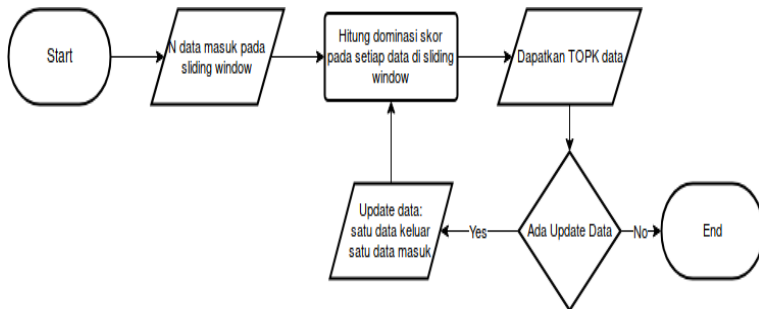 Start
N data masuk pada
sliding window
Hitung dominasi skor
pada setiap data di sliding
window
Dapatkan TOPK data
Ada Update Data
Yes
Update data:
satu data keluar
satu data masuk
No
End